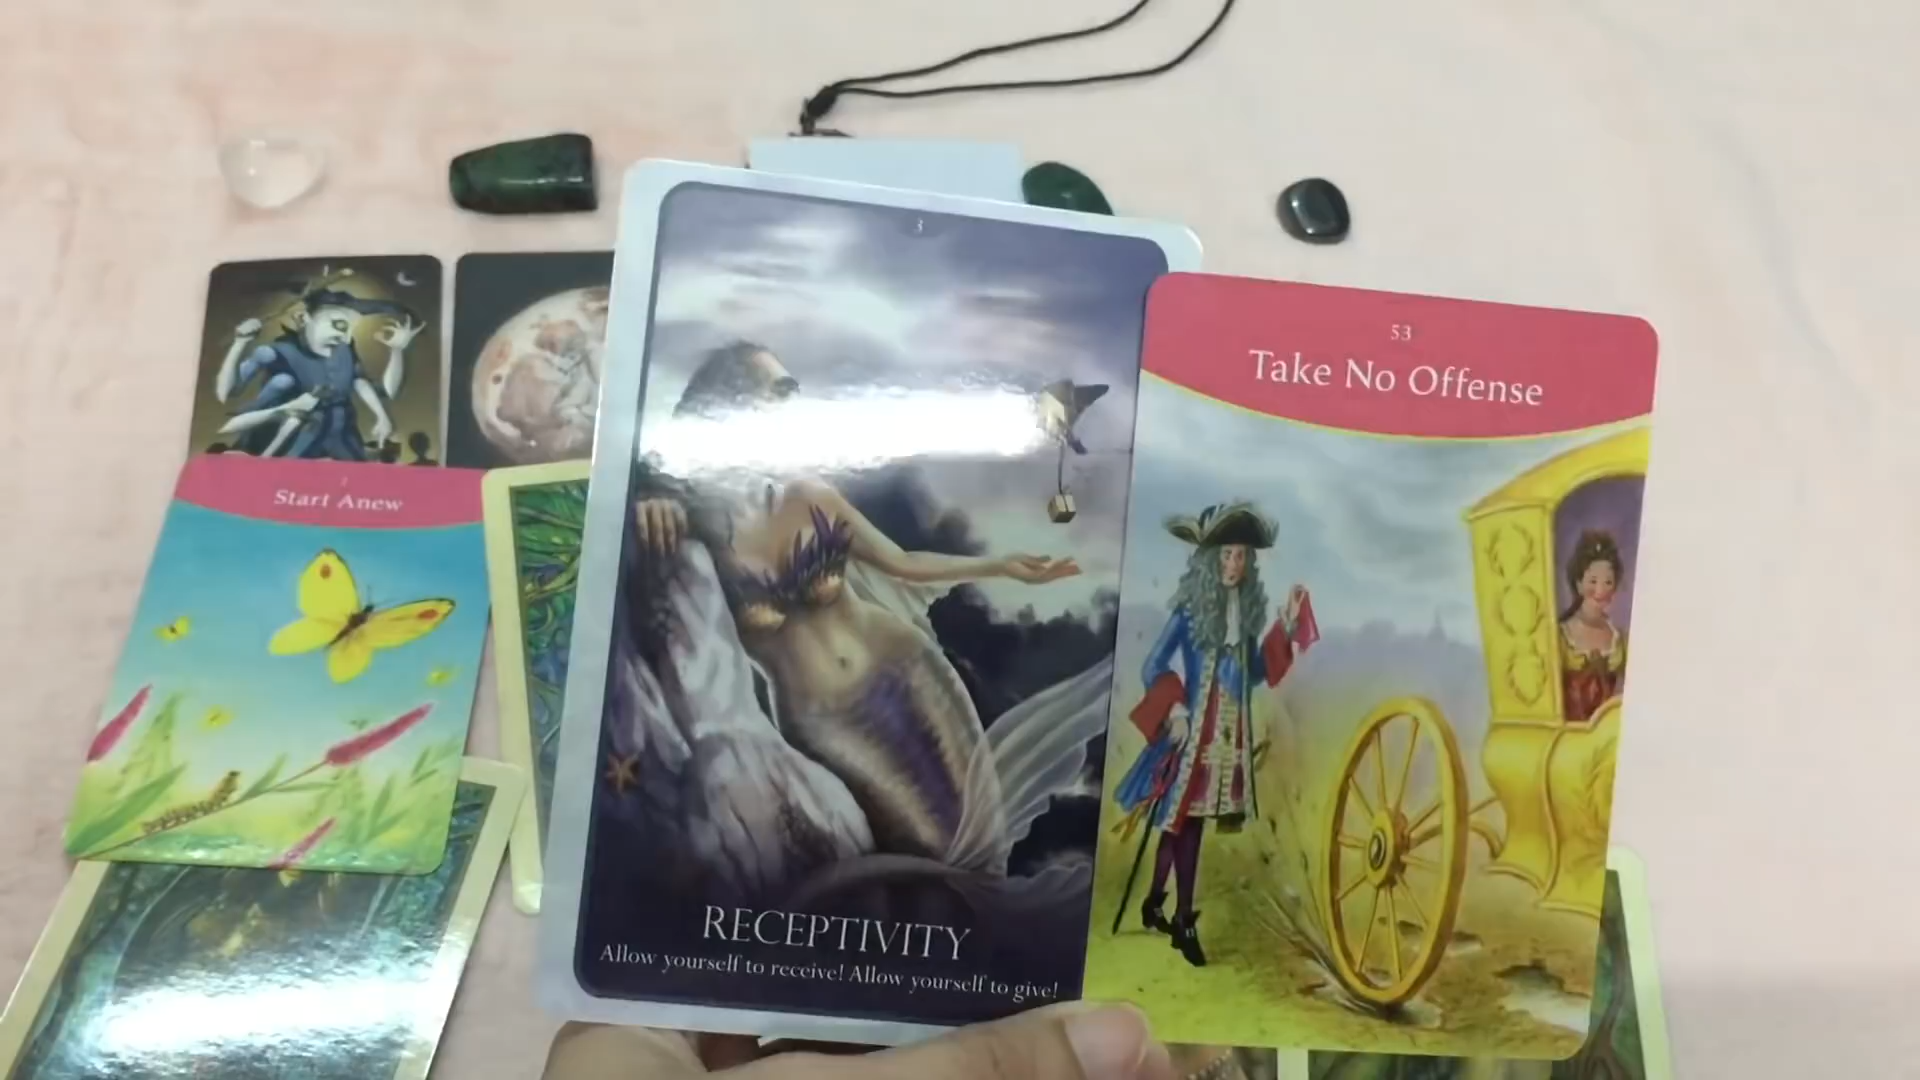 3
RECEPTIVITY
Allow yourself to receive! Allow yourself to give!
53
Take No Offense
Start Anew